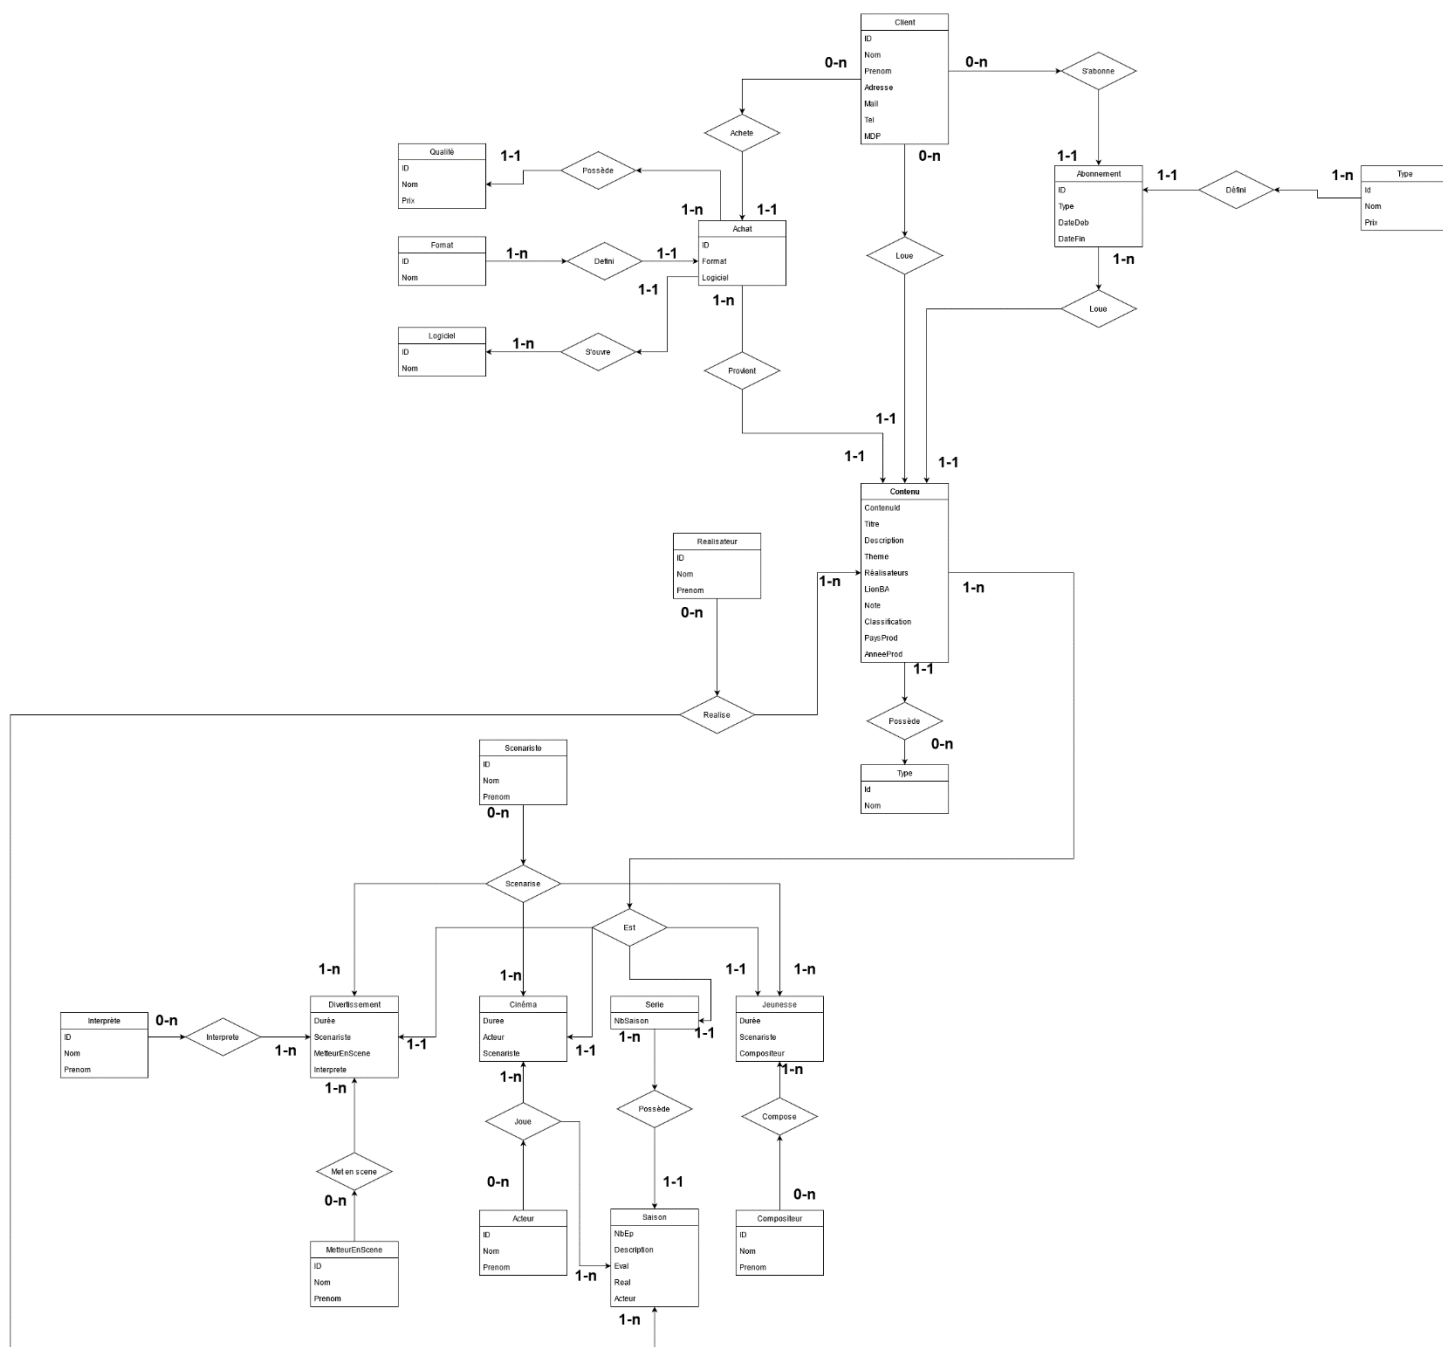 Client
ID
Nom
Prenom
Adresse
Mail
Tel
MDP
0-n
0-n
0-n
S'abonne
Achete
Qualité
ID
Nom
Prix
1-1
Possède
1-n
1-1
1-1
Abonnement
ID
Type
DateDeb
DateFin
1-1
Défini
1-n
Type
Id
Nom
Prix
Achat
ID
Format
Logiciel
Fomat
ID
Nom
1-n
Defini
1-1
1-1
1-n
1-n
Loue
Loue
Logiciel
ID
Nom
1-n
S'ouvre
Provient
1-1
1-1
1-1
Contenu
ContenuId
Titre
Description
Theme
Réalisateurs
LienBA
Note
Classification
PaysProd
AnneeProd
Realisateur
ID
Nom
Prenom
0-n
1-n
1-n
1-1
Realise
Possède
0-n
Type
Id
Nom
Scenariste
ID
Nom
Prenom
0-n
Scenarise
Est
1-n
1-n
1-1
1-n
Interprète
ID
Nom
Prenom
0-n
Interprete
1-n
Divertissement
Durée
Scenariste
MetteurEnScene
Interprete
1-1
1-n
Cinéma
Duree
Acteur
Scenariste
1-1
1-n
Serie
NbSaison
1-n
1-1
Jeunesse
Durée
Scenariste
Compositeur
1-n
Joue
Possède
Compose
Met en scene
0-n
0-n
1-1
0-n
MetteurEnScene
ID
Nom
Prenom
Acteur
ID
Nom
Prenom
1-n
Saison
NbEp
Description
Eval
Real
Acteur
1-n
Compositeur
ID
Nom
Prenom